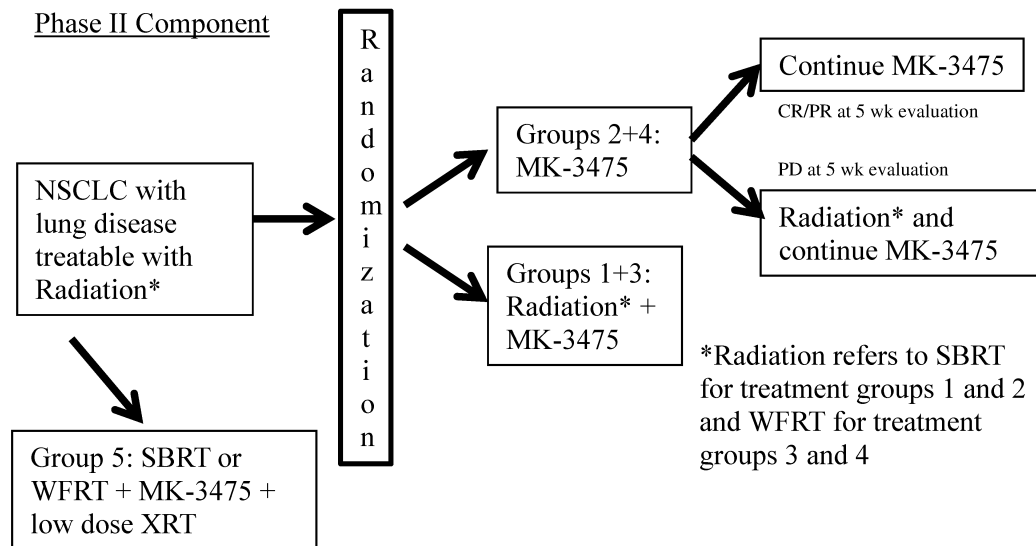 Phase II Component
NSCLC with
lung disease
treatable with
Radiation*
Group 5: SBRT or
WFRT + MK-3475 +
low dose XRT
Randomization
Groups 2+4:
MK-3475
Groups 1+3:
Radiation* +
MK-3475
Continue MK-3475
CR/PR at 5 wk evaluation
PD at 5 wk evaluation
Radiation* and
continue MK-3475
*Radiation refers to SBRT
for treatment groups 1 and 2
and WFRT for treatment
groups 3 and 4